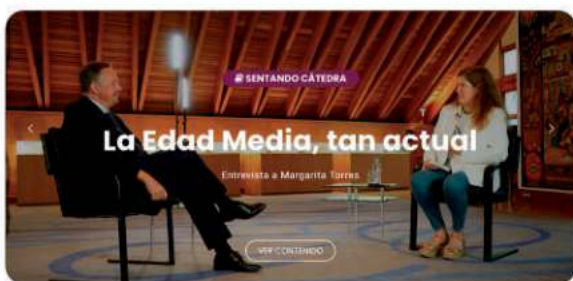 SENTANDO CÁTEDRA
La Edad Media, tan actual
Entrevista a Margarita Torres
VER CONTENIDO